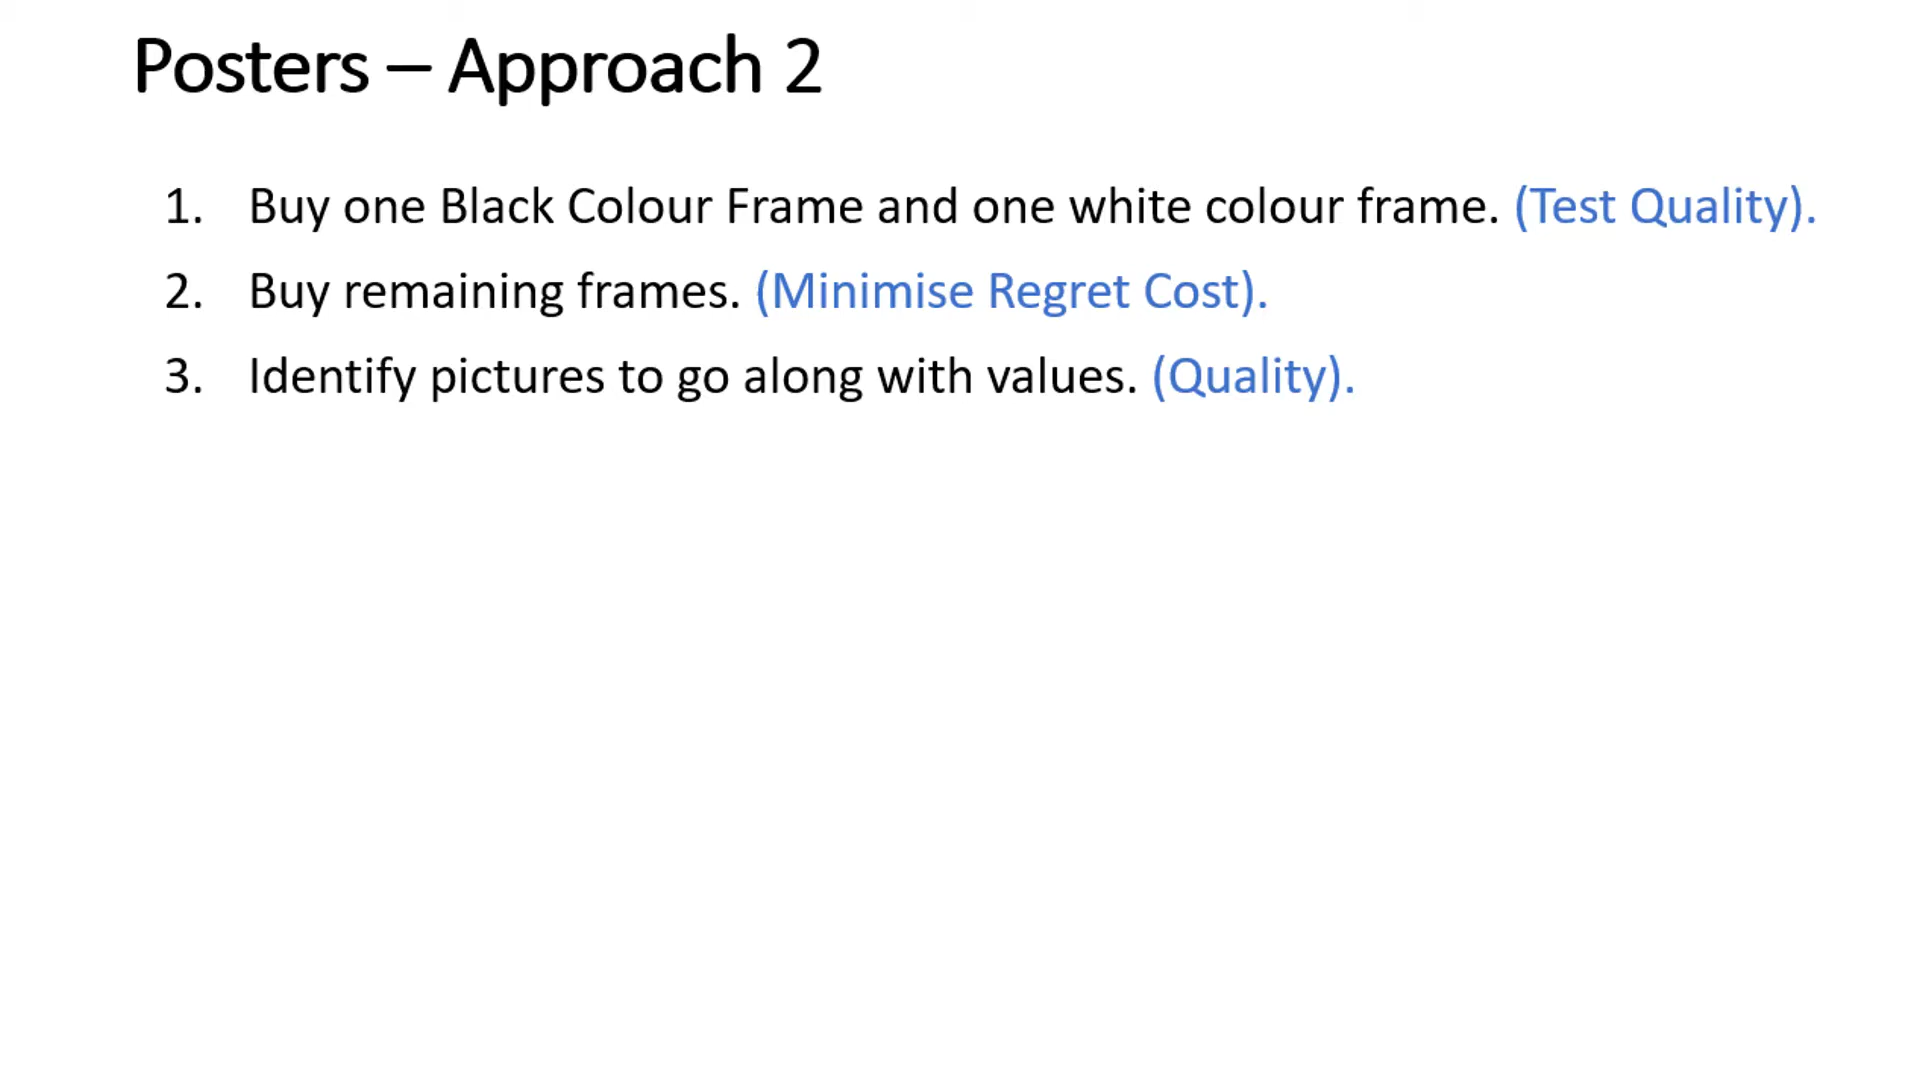 Posters – Approach 2
1. Buy one Black Colour Frame and one white colour frame. (Test Quality).
2. Buy remaining frames. (Minimise Regret Cost).
3. Identify pictures to go along with values. (Quality).